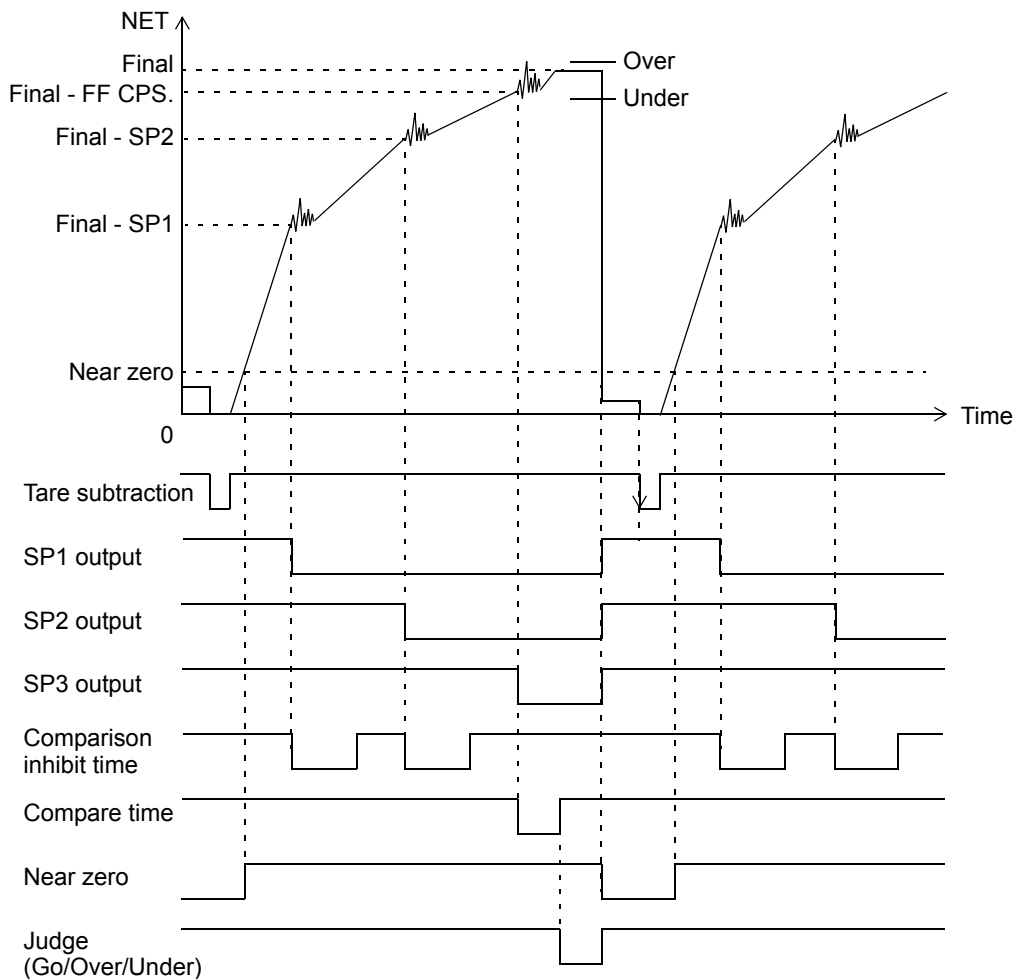 NET
Final
Over
Final - FF CPS.
Under
Final - SP2
Final - SP1
Near zero
Time
0
Tare subtraction
SP1 output
SP2 output
SP3 output
Comparison
inhibit time
Compare time
Near zero
Judge
(Go/Over/Under)